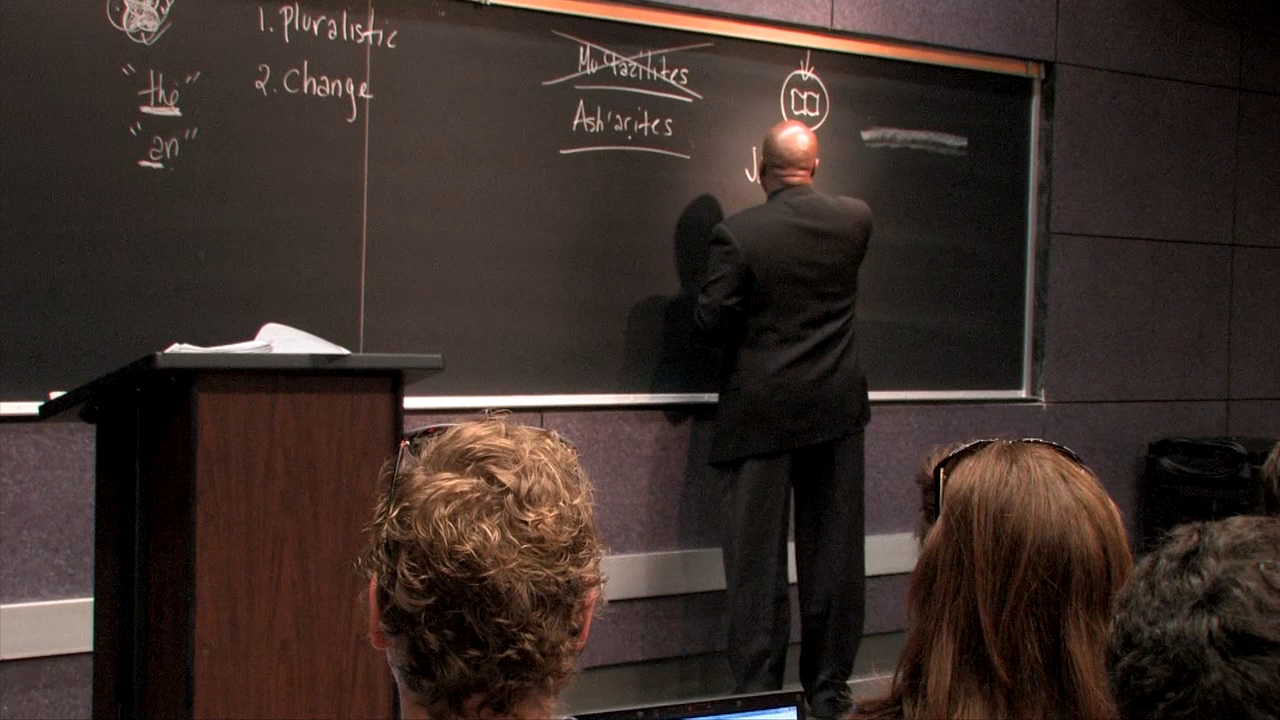 "the"
"an"
1. Pluralistic
2. Change
Mu'tazilites
Ash'arites
J